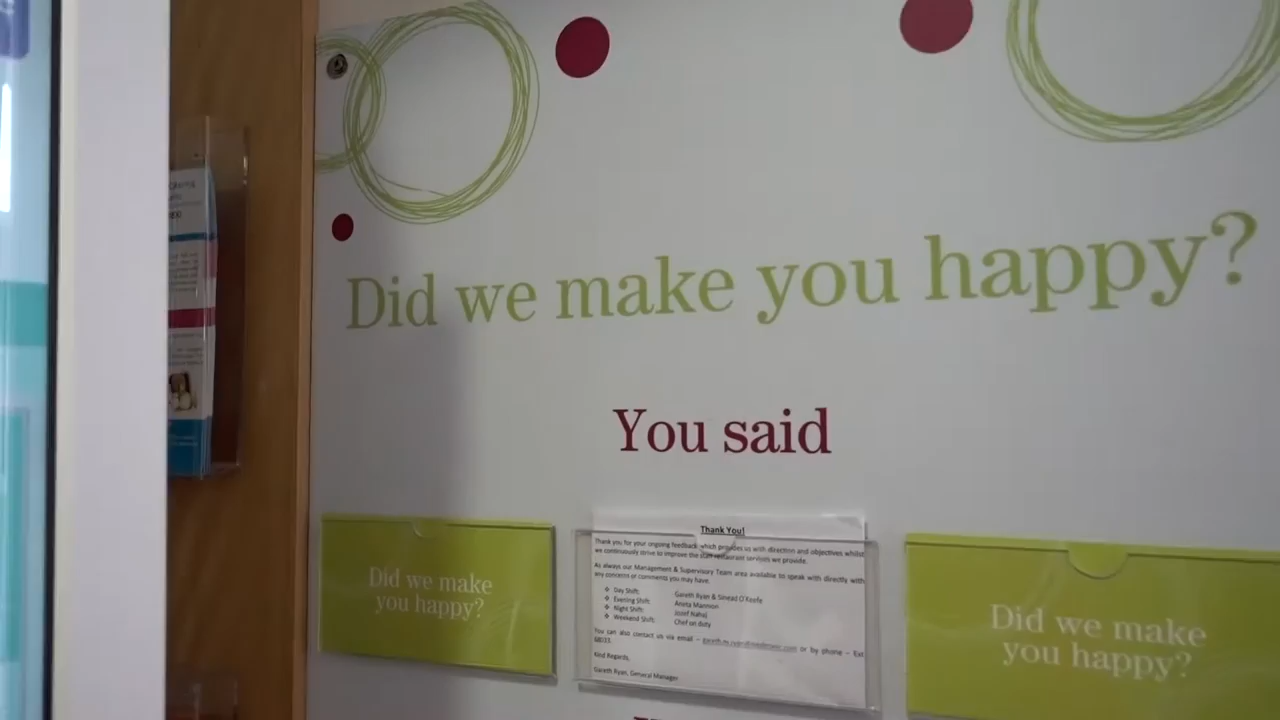 Did we make you happy?
You said
Did we make
you happy?
Thank You!
Thank you for your ongoing feedback which provides us with direction and objectives whilst
we continuously strive to improve the staff restaurant services we provide.
As always our Management & Supervisory Team area available to speak with directly with
any concerns or comments you may have.
❖ Day Shift: Gareth Ryan & Sinead O'Keefe
❖ Evening Shift: Aneta Mannion
❖ Night Shift: Josef
❖ Weekend Shift: Chef on duty
You can also contact us via email – or by phone – Ext
68037.
Kind Regards,
Gareth Ryan, General Manager
Did we make
you happy?